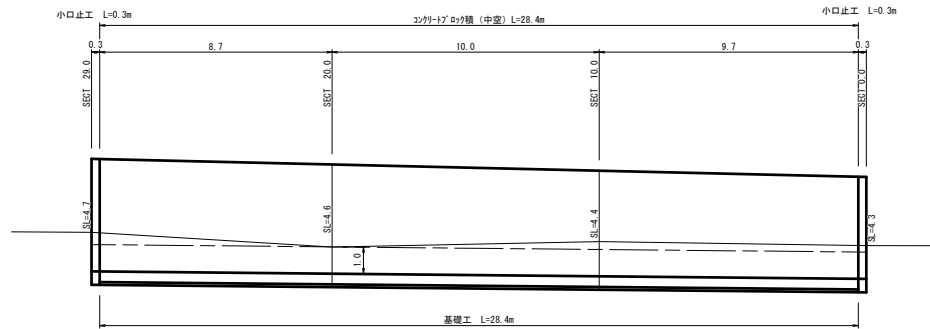 小口止工 L=0.3m
コンクリートブロック積（中空）L=28.4m
小口止工 L=0.3m
0.3
8.7
10.0
9.7
0.3
SECT 29.0
SECT 20.0
SECT 10.0
SECT 0.0
SL=4.7
SL=4.6
SL=4.4
SL=4.3
1.0
基礎工 L=28.4m